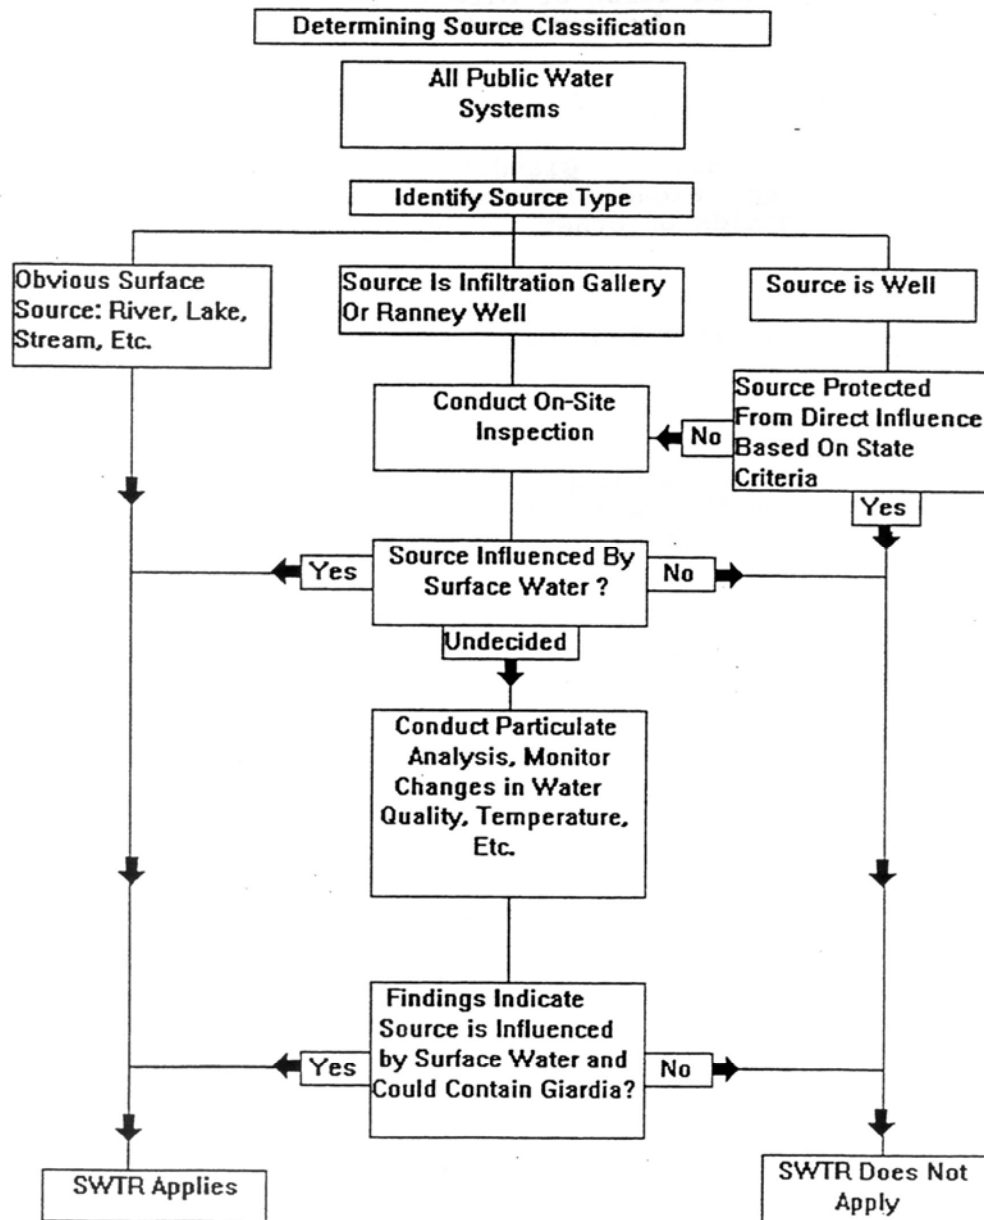 Determining Source Classification
All Public Water
Systems
Identify Source Type
Obvious Surface
Source: River, Lake,
Stream, Etc.
Source Is Infiltration Gallery
Or Ranney Well
Source is Well
Conduct On-Site
Inspection
No
Source Protected
From Direct Influence
Based On State
Criteria
Yes
Yes
Source Influenced By
Surface Water ?
No
Undecided
Conduct Particulate
Analysis, Monitor
Changes in Water
Quality, Temperature,
Etc.
Yes
Findings Indicate
Source is Influenced
by Surface Water and
Could Contain Giardia?
No
SWTR Applies
SWTR Does Not
Apply